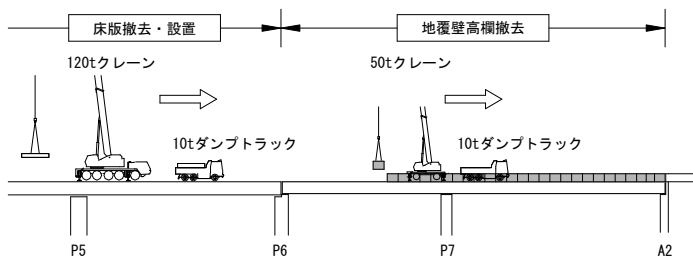 床版撤去・設置
地覆壁高欄撤去
120tクレーン
50tクレーン
10tダンプトラック
10tダンプトラック
P5
P6
P7
A2